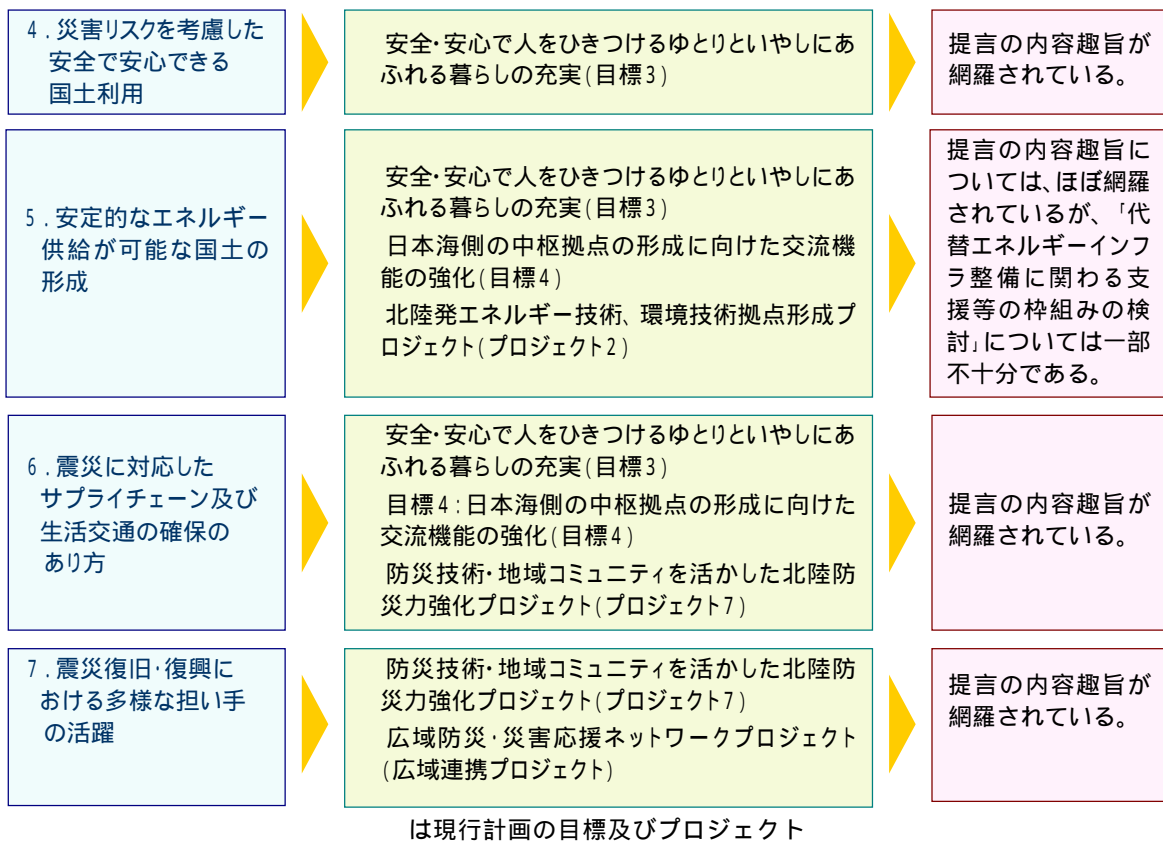 4．災害リスクを考慮した
安全で安心できる
国土利用
安全・安心で人をひきつけるゆとりといやしにあ
ふれる暮らしの充実(目標3)
提言の内容趣旨が
網羅されている。
5．安定的なエネルギー
供給が可能な国土の
形成
安全・安心で人をひきつけるゆとりといやしにあ
ふれる暮らしの充実(目標3)
日本海側の中枢拠点の形成に向けた交流機
能の強化(目標4)
北陸発エネルギー技術、環境技術拠点形成プ
ロジェクト(プロジェクト2)
提言の内容趣旨に
ついては、ほぼ網羅
されているが、「代
替エネルギーインフ
ラ整備に関わる支
援等の枠組みの検
討」については一部
不十分である。
6．震災に対応した
サプライチェーン及び
生活交通の確保の
あり方
安全・安心で人をひきつけるゆとりといやしにあ
ふれる暮らしの充実(目標3)
目標4:日本海側の中枢拠点の形成に向けた
交流機能の強化(目標4)
防災技術・地域コミュニティを活かした北陸防
災力強化プロジェクト(プロジェクト7)
提言の内容趣旨が
網羅されている。
7．震災復旧・復興に
おける多様な担い手
の活躍
防災技術・地域コミュニティを活かした北陸防
災力強化プロジェクト(プロジェクト7)
広域防災・災害応援ネットワークプロジェクト
(広域連携プロジェクト)
提言の内容趣旨が
網羅されている。
は現行計画の目標及びプロジェクト